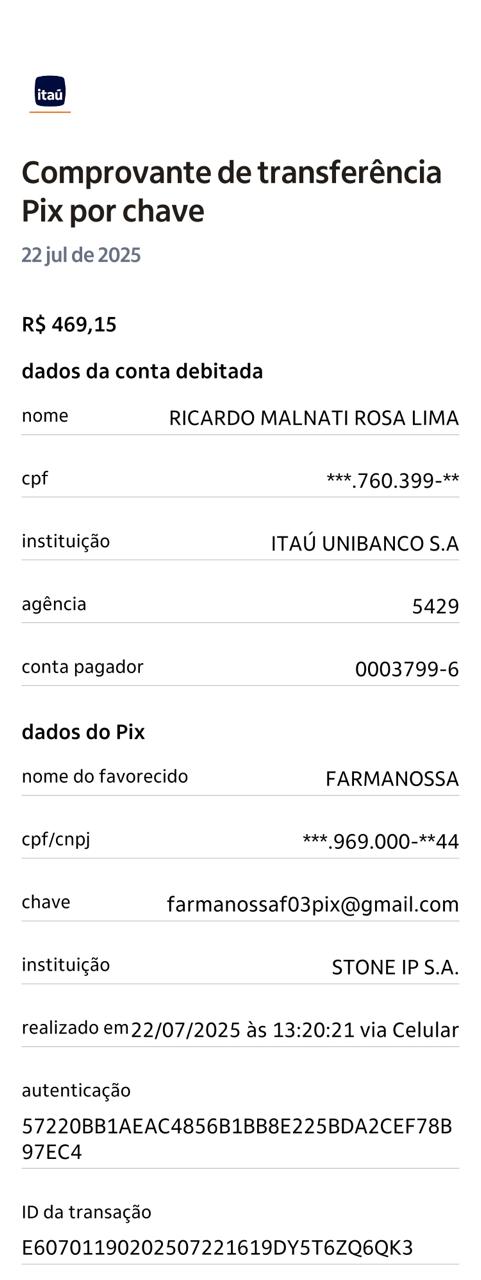 itaú
Comprovante de transferência
Pix por chave
22 jul de 2025
R$ 469,15
dados da conta debitada
nome RICARDO MALNATI ROSA LIMA
cpf ***.760.399-**
instituição ITAÚ UNIBANCO S.A
agência 5429
conta pagador 0003799-6
dados do Pix
nome do favorecido FARMANOSSA
cpf/cnpj ***.969.000-**44
chave farmanossaf03pix@gmail.com
instituição STONE IP S.A.
realizado em 22/07/2025 às 13:20:21 via Celular
autenticação
57220BB1AEAC4856B1BB8E225BDA2CEF78B
97EC4
ID da transação
E60701190202507221619DY5T6ZQ6QK3